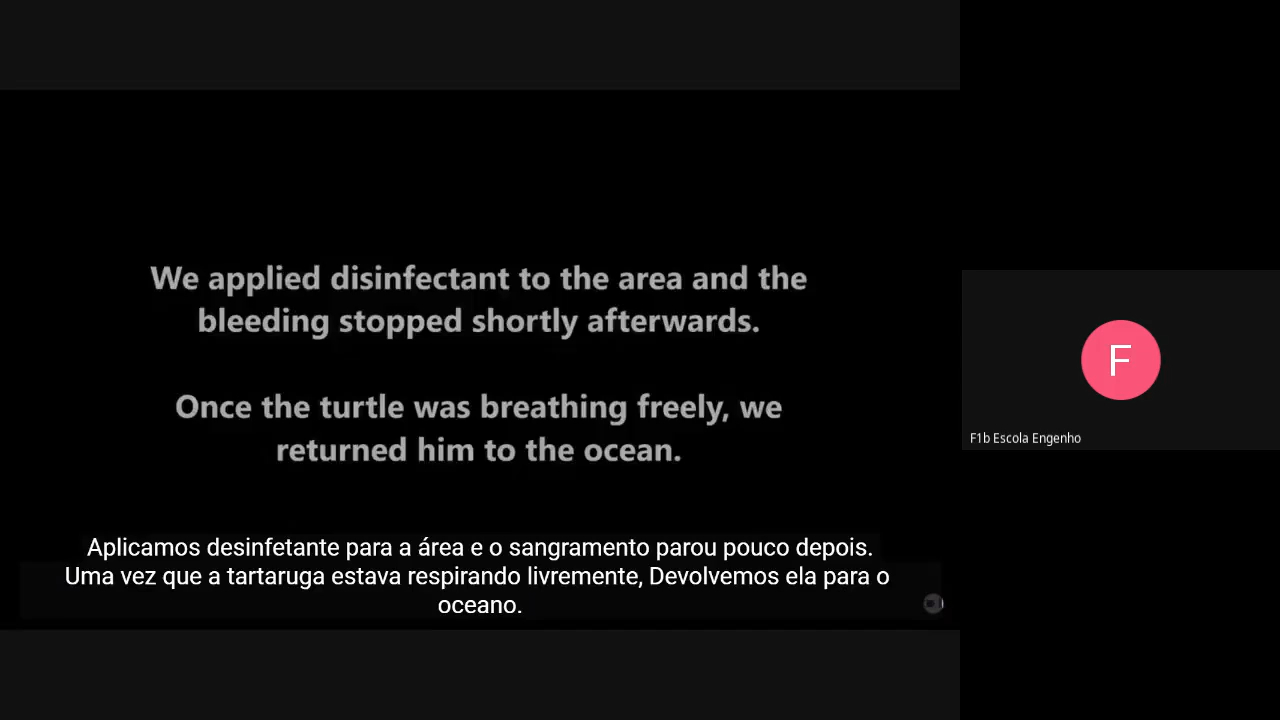 We applied disinfectant to the area and the
bleeding stopped shortly afterwards.
Once the turtle was breathing freely, we
returned him to the ocean.
Aplicamos desinfetante para a área e o sangramento parou pouco depois.
Uma vez que a tartaruga estava respirando livremente, Devolvemos ela para o
oceano.
F
F1b Escola Engenho